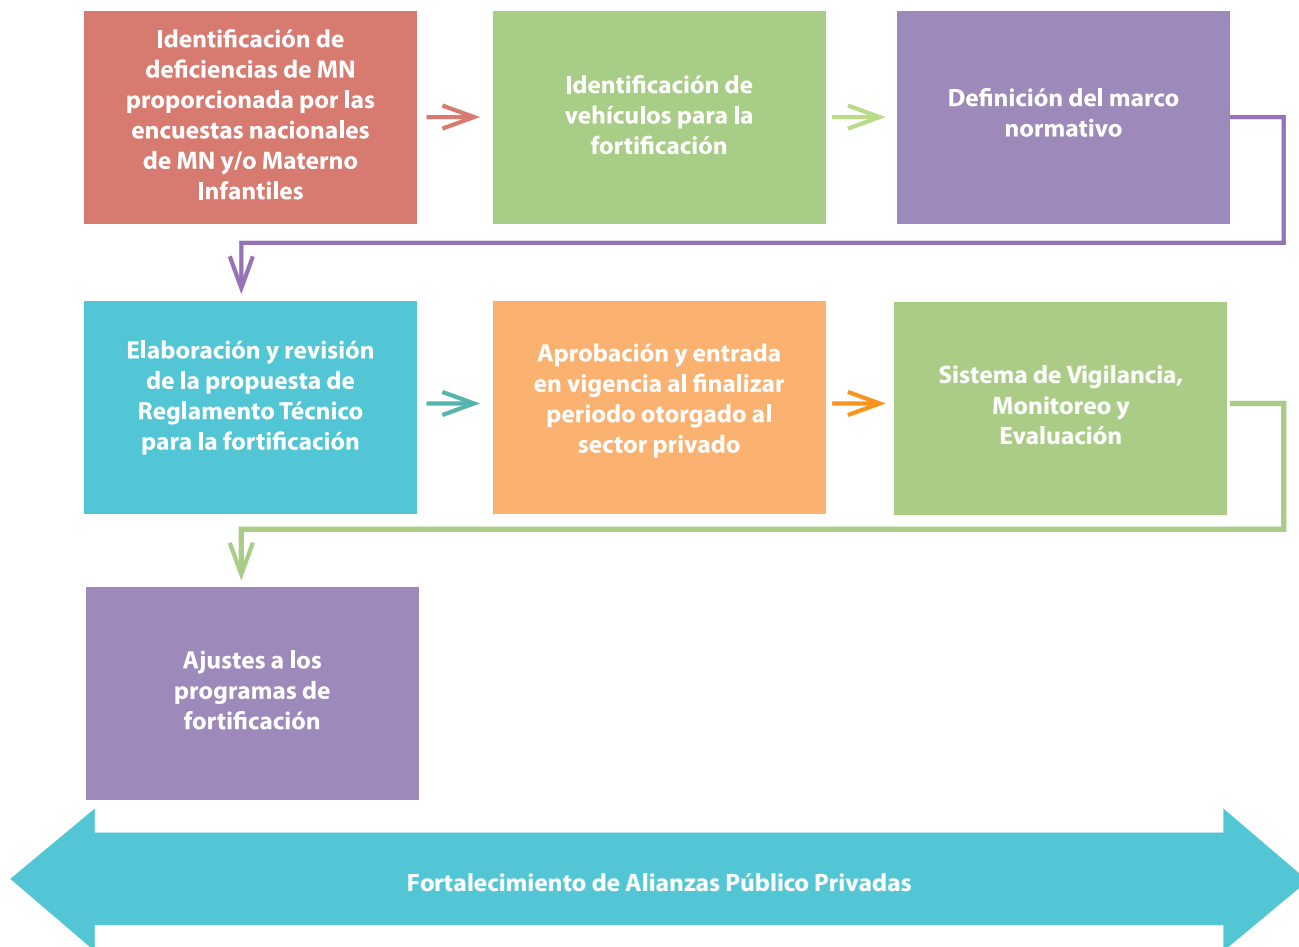 Identificación de
deficiencias de MN
proporcionada por las
encuestas nacionales
de MN y/o Materno
Infantiles
Identificación de
vehículos para la
fortificación
Definición del marco
normativo
Elaboración y revisión
de la propuesta de
Reglamento Técnico
para la fortificación
Aprobación y entrada
en vigencia al finalizar
periodo otorgado al
sector privado
Sistema de Vigilancia,
Monitoreo y
Evaluación
Ajustes a los
programas de
fortificación
Fortalecimiento de Alianzas Público Privadas